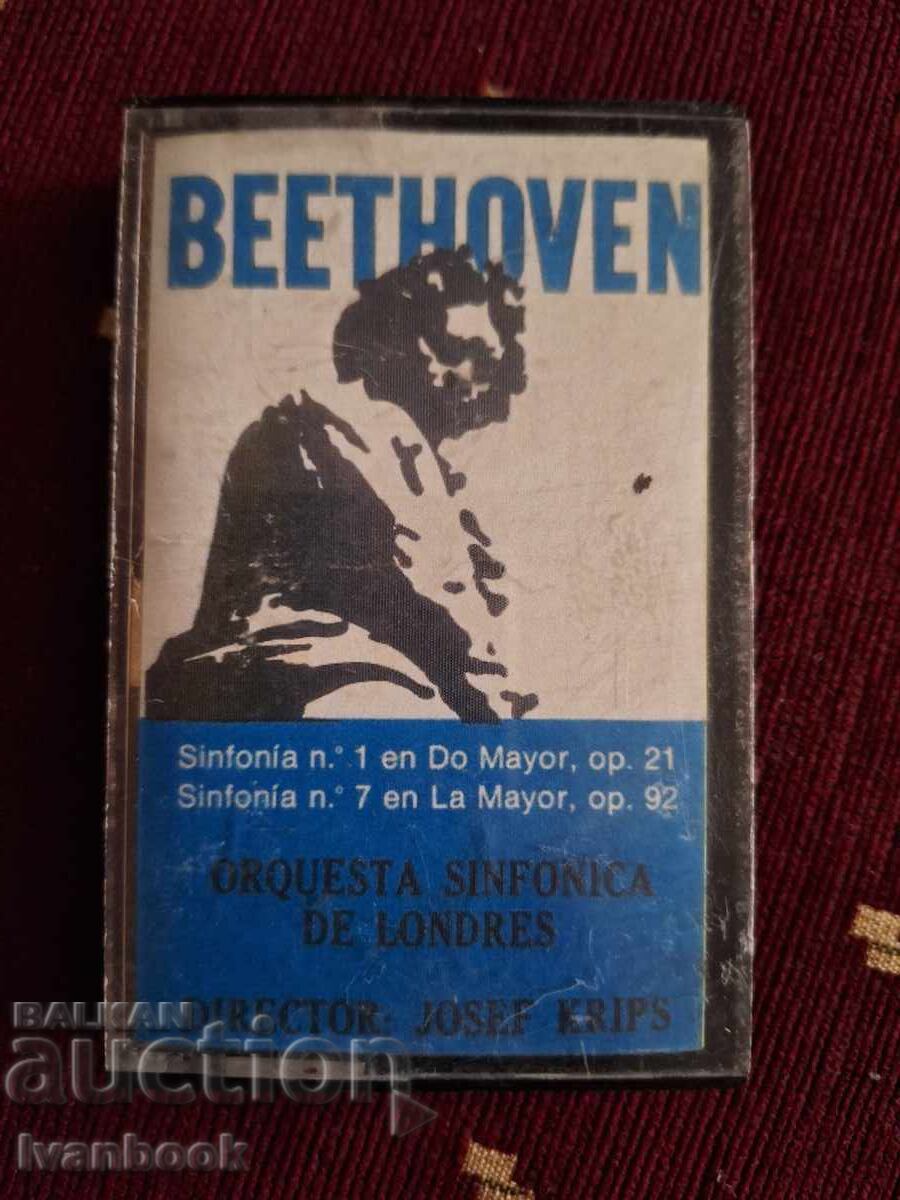 BEETHOVEN
Sinfonía n.° 1 en Do Mayor, op. 21
Sinfonía n.° 7 en La Mayor, op. 92
ORQUESTA SINFONICA
DE LONDRES
DIRECTOR: JOSEF KRIPS
BALKAN
auction
Ivanbook